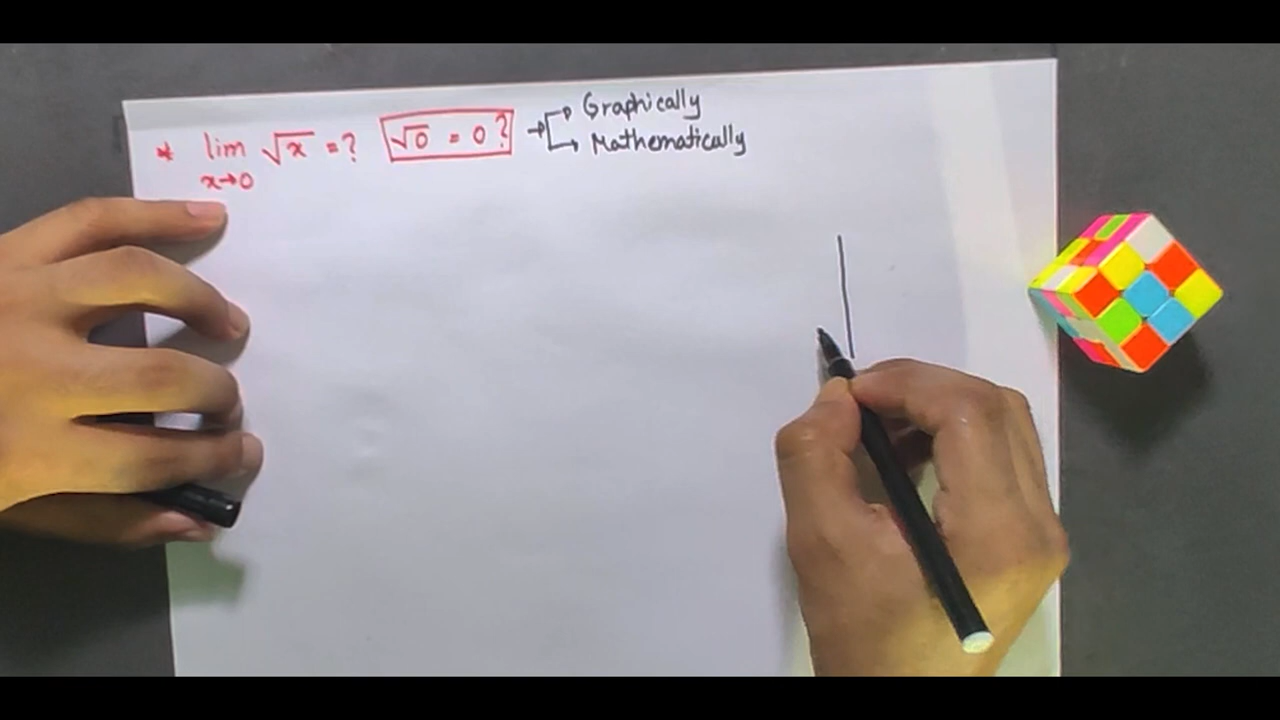 * lim √x = ? √0 = 0 ? → Graphically
x→0 → Mathematically